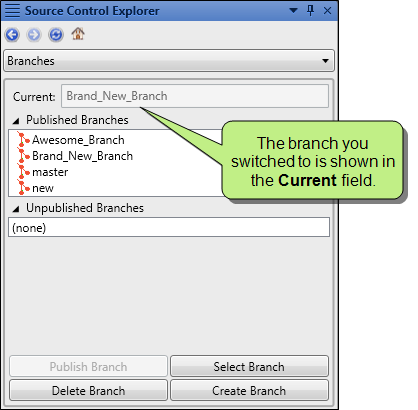 Source Control Explorer
Branches
Current: Brand_New_Branch
Published Branches
Awesome_Branch
Brand_New_Branch
master
new
The branch you
switched to is shown in
the Current field.
Unpublished Branches
(none)
Publish Branch Select Branch
Delete Branch Create Branch